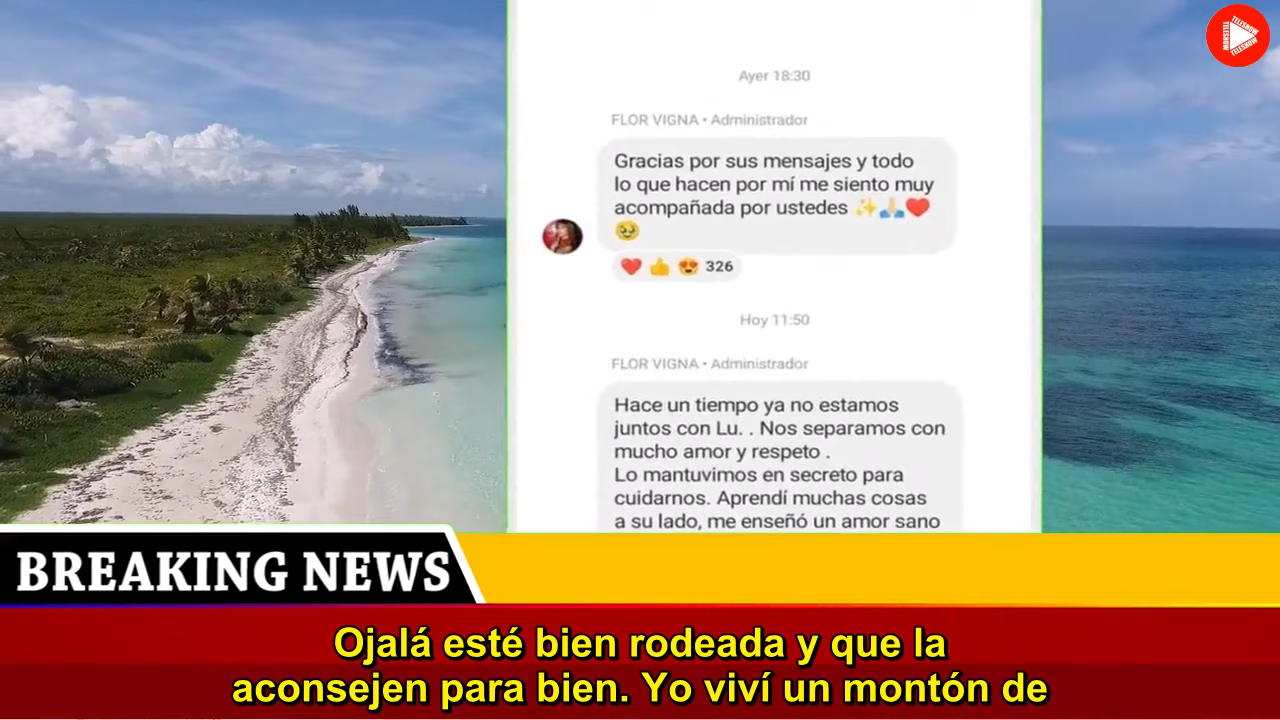 TELESHOW
TELESHOW
TELESHOW
Ayer 18:30
FLOR VIGNA • Administrador
Gracias por sus mensajes y todo
lo que hacen por mí me siento muy
acompañada por ustedes ✨🙏🏻❤️
🥹
❤️👍😍 326
Hoy 11:50
FLOR VIGNA • Administrador
Hace un tiempo ya no estamos
juntos con Lu. . Nos separamos con
mucho amor y respeto .
Lo mantuvimos en secreto para
cuidarnos. Aprendí muchas cosas
a su lado, me enseñó un amor sano
BREAKING NEWS
Ojalá esté bien rodeada y que la
aconsejen para bien. Yo viví un montón de